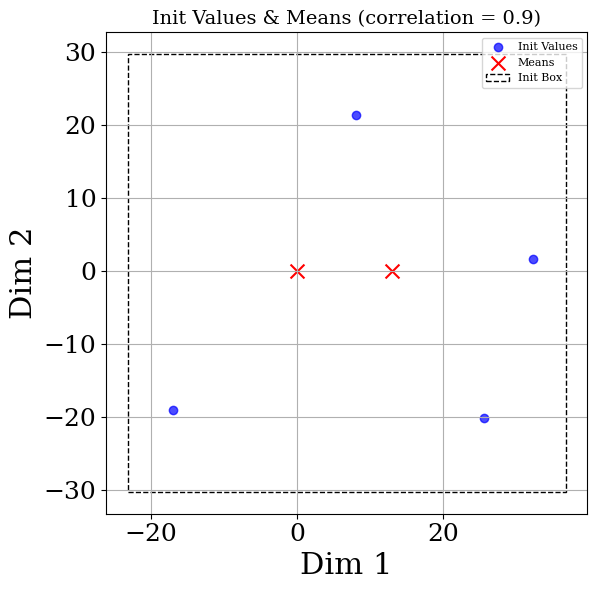 Init Values & Means (correlation = 0.9)
Init Values
Means
Init Box
30
20
10
0
−10
−20
−30
Dim 2
−20 0 20
Dim 1